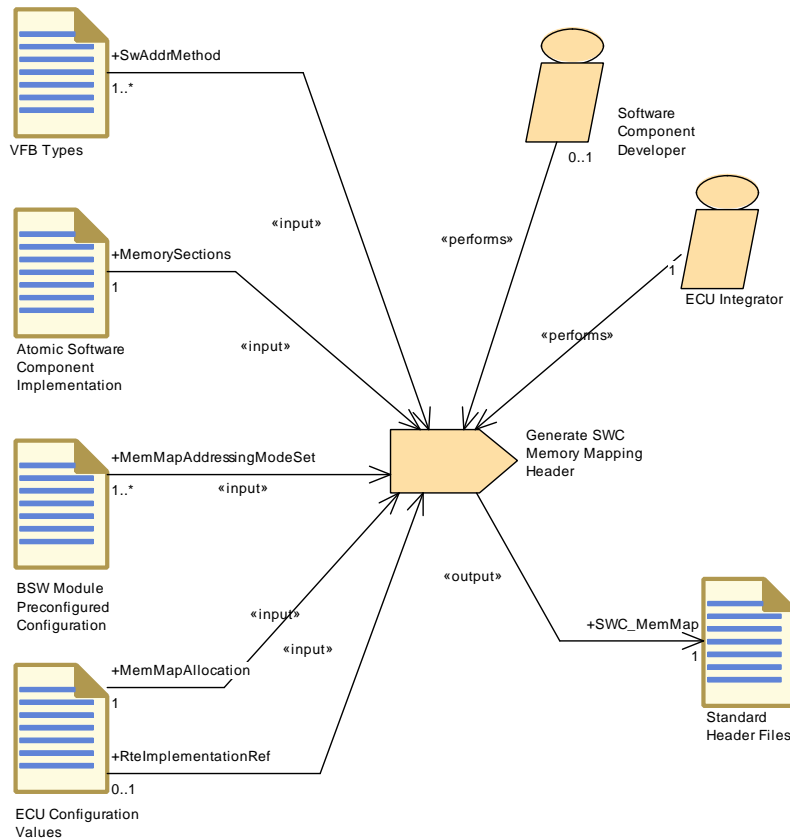 +SwAddrMethod
1..*
VFB Types
«input»
Software
Component
Developer
0..1
«performs»
ECU Integrator
1
«performs»
+MemorySections
1
«input»
Atomic Software
Component
Implementation
+MemMapAddressingModeSet
1..*
«input»
BSW Module
Preconfigured
Configuration
Generate SWC
Memory Mapping
Header
«output»
+SWC_MemMap
1
Standard
Header Files
«input»
«input»
+MemMapAllocation
1
+RteImplementationRef
0..1
ECU Configuration
Values